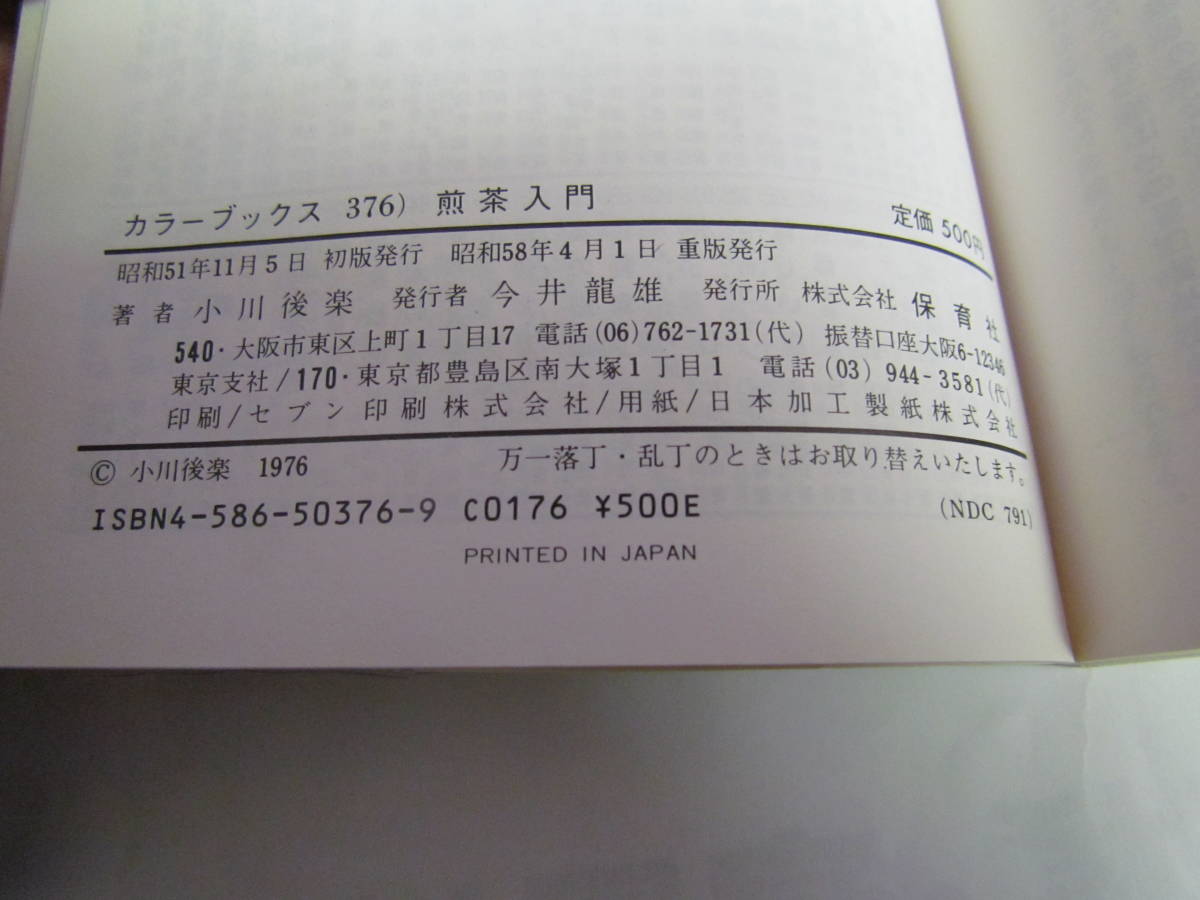 カラーブックス 376) 煎茶入門 定価 500円
昭和51年11月5日 初版発行 昭和58年4月1日 重版発行
著者 小川後楽 発行者 今井龍雄 発行所 株式会社 保育社
540・大阪市東区上町1丁目17 電話(06)762-1731(代) 振替口座大阪6-12346
東京支社/170・東京都豊島区南大塚1丁目1 電話(03)944-3581(代)
印刷/セブン印刷株式会社/用紙/日本加工製紙株式会社
© 小川後楽 1976 万一落丁・乱丁のときはお取り替えいたします。
ISBN4-586-50376-9 C0176 ¥500E (NDC 791)
PRINTED IN JAPAN